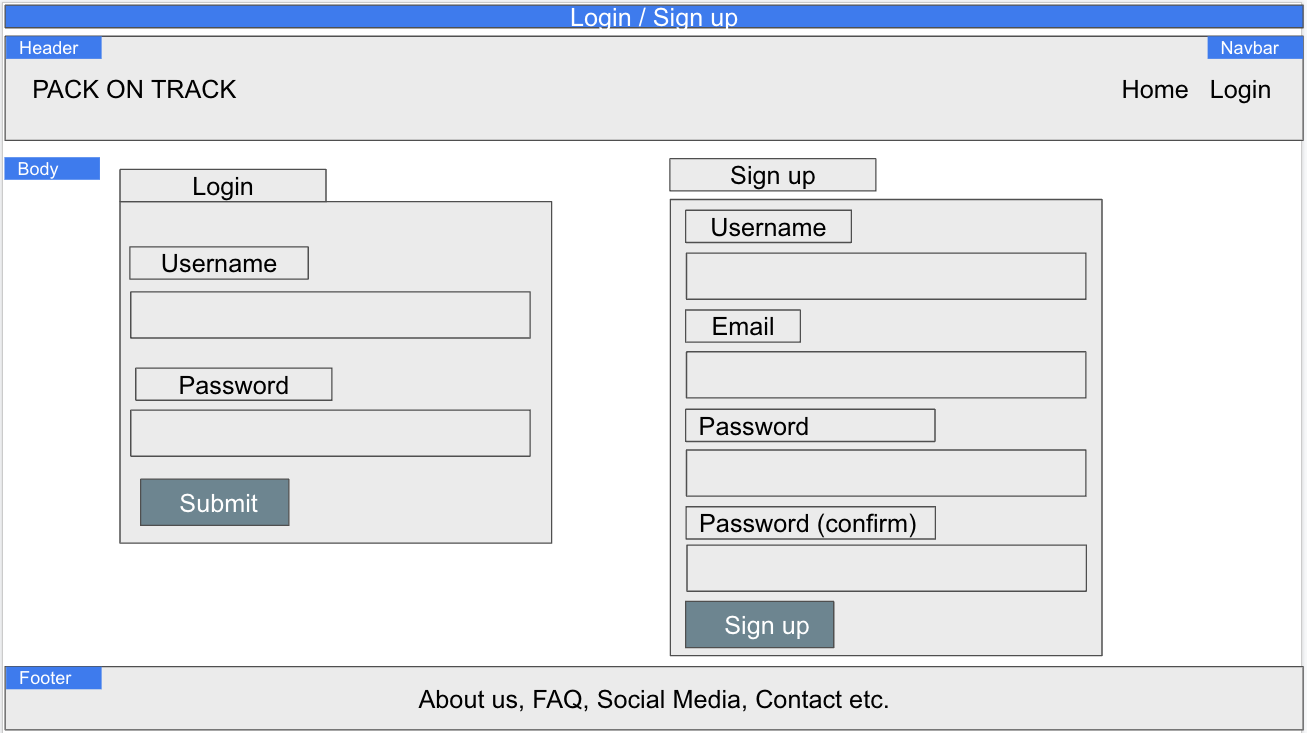 Login / Sign up
Header
Navbar
PACK ON TRACK
Home Login
Body
Login
Username
Password
Submit
Sign up
Username
Email
Password
Password (confirm)
Sign up
Footer
About us, FAQ, Social Media, Contact etc.